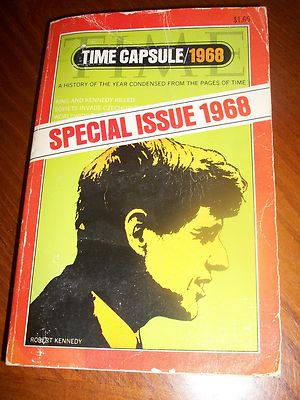 $1.65
TIME
TIME CAPSULE/1968
A HISTORY OF THE YEAR CONDENSED FROM THE PAGES OF TIME
KING AND KENNEDY KILLED
SOVIETS INVADE
SPECIAL ISSUE 1968
ROBERT KENNEDY